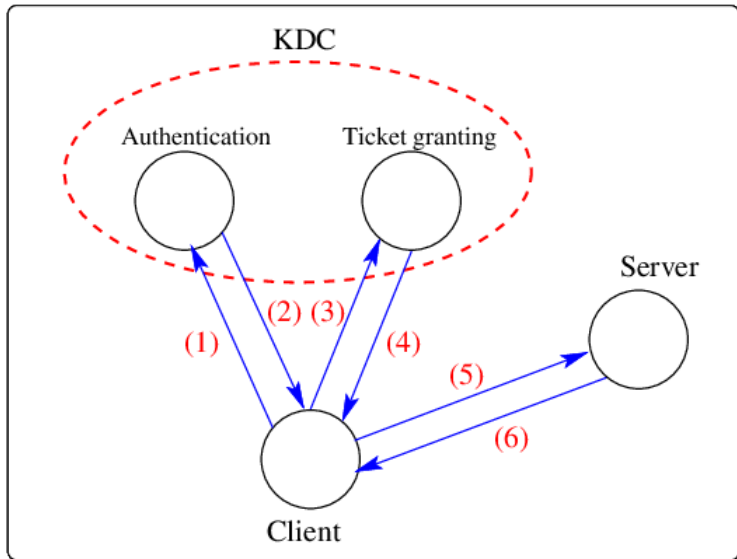 KDC
Authentication
Ticket granting
Server
(1)
(2)
(3)
(4)
(5)
(6)
Client